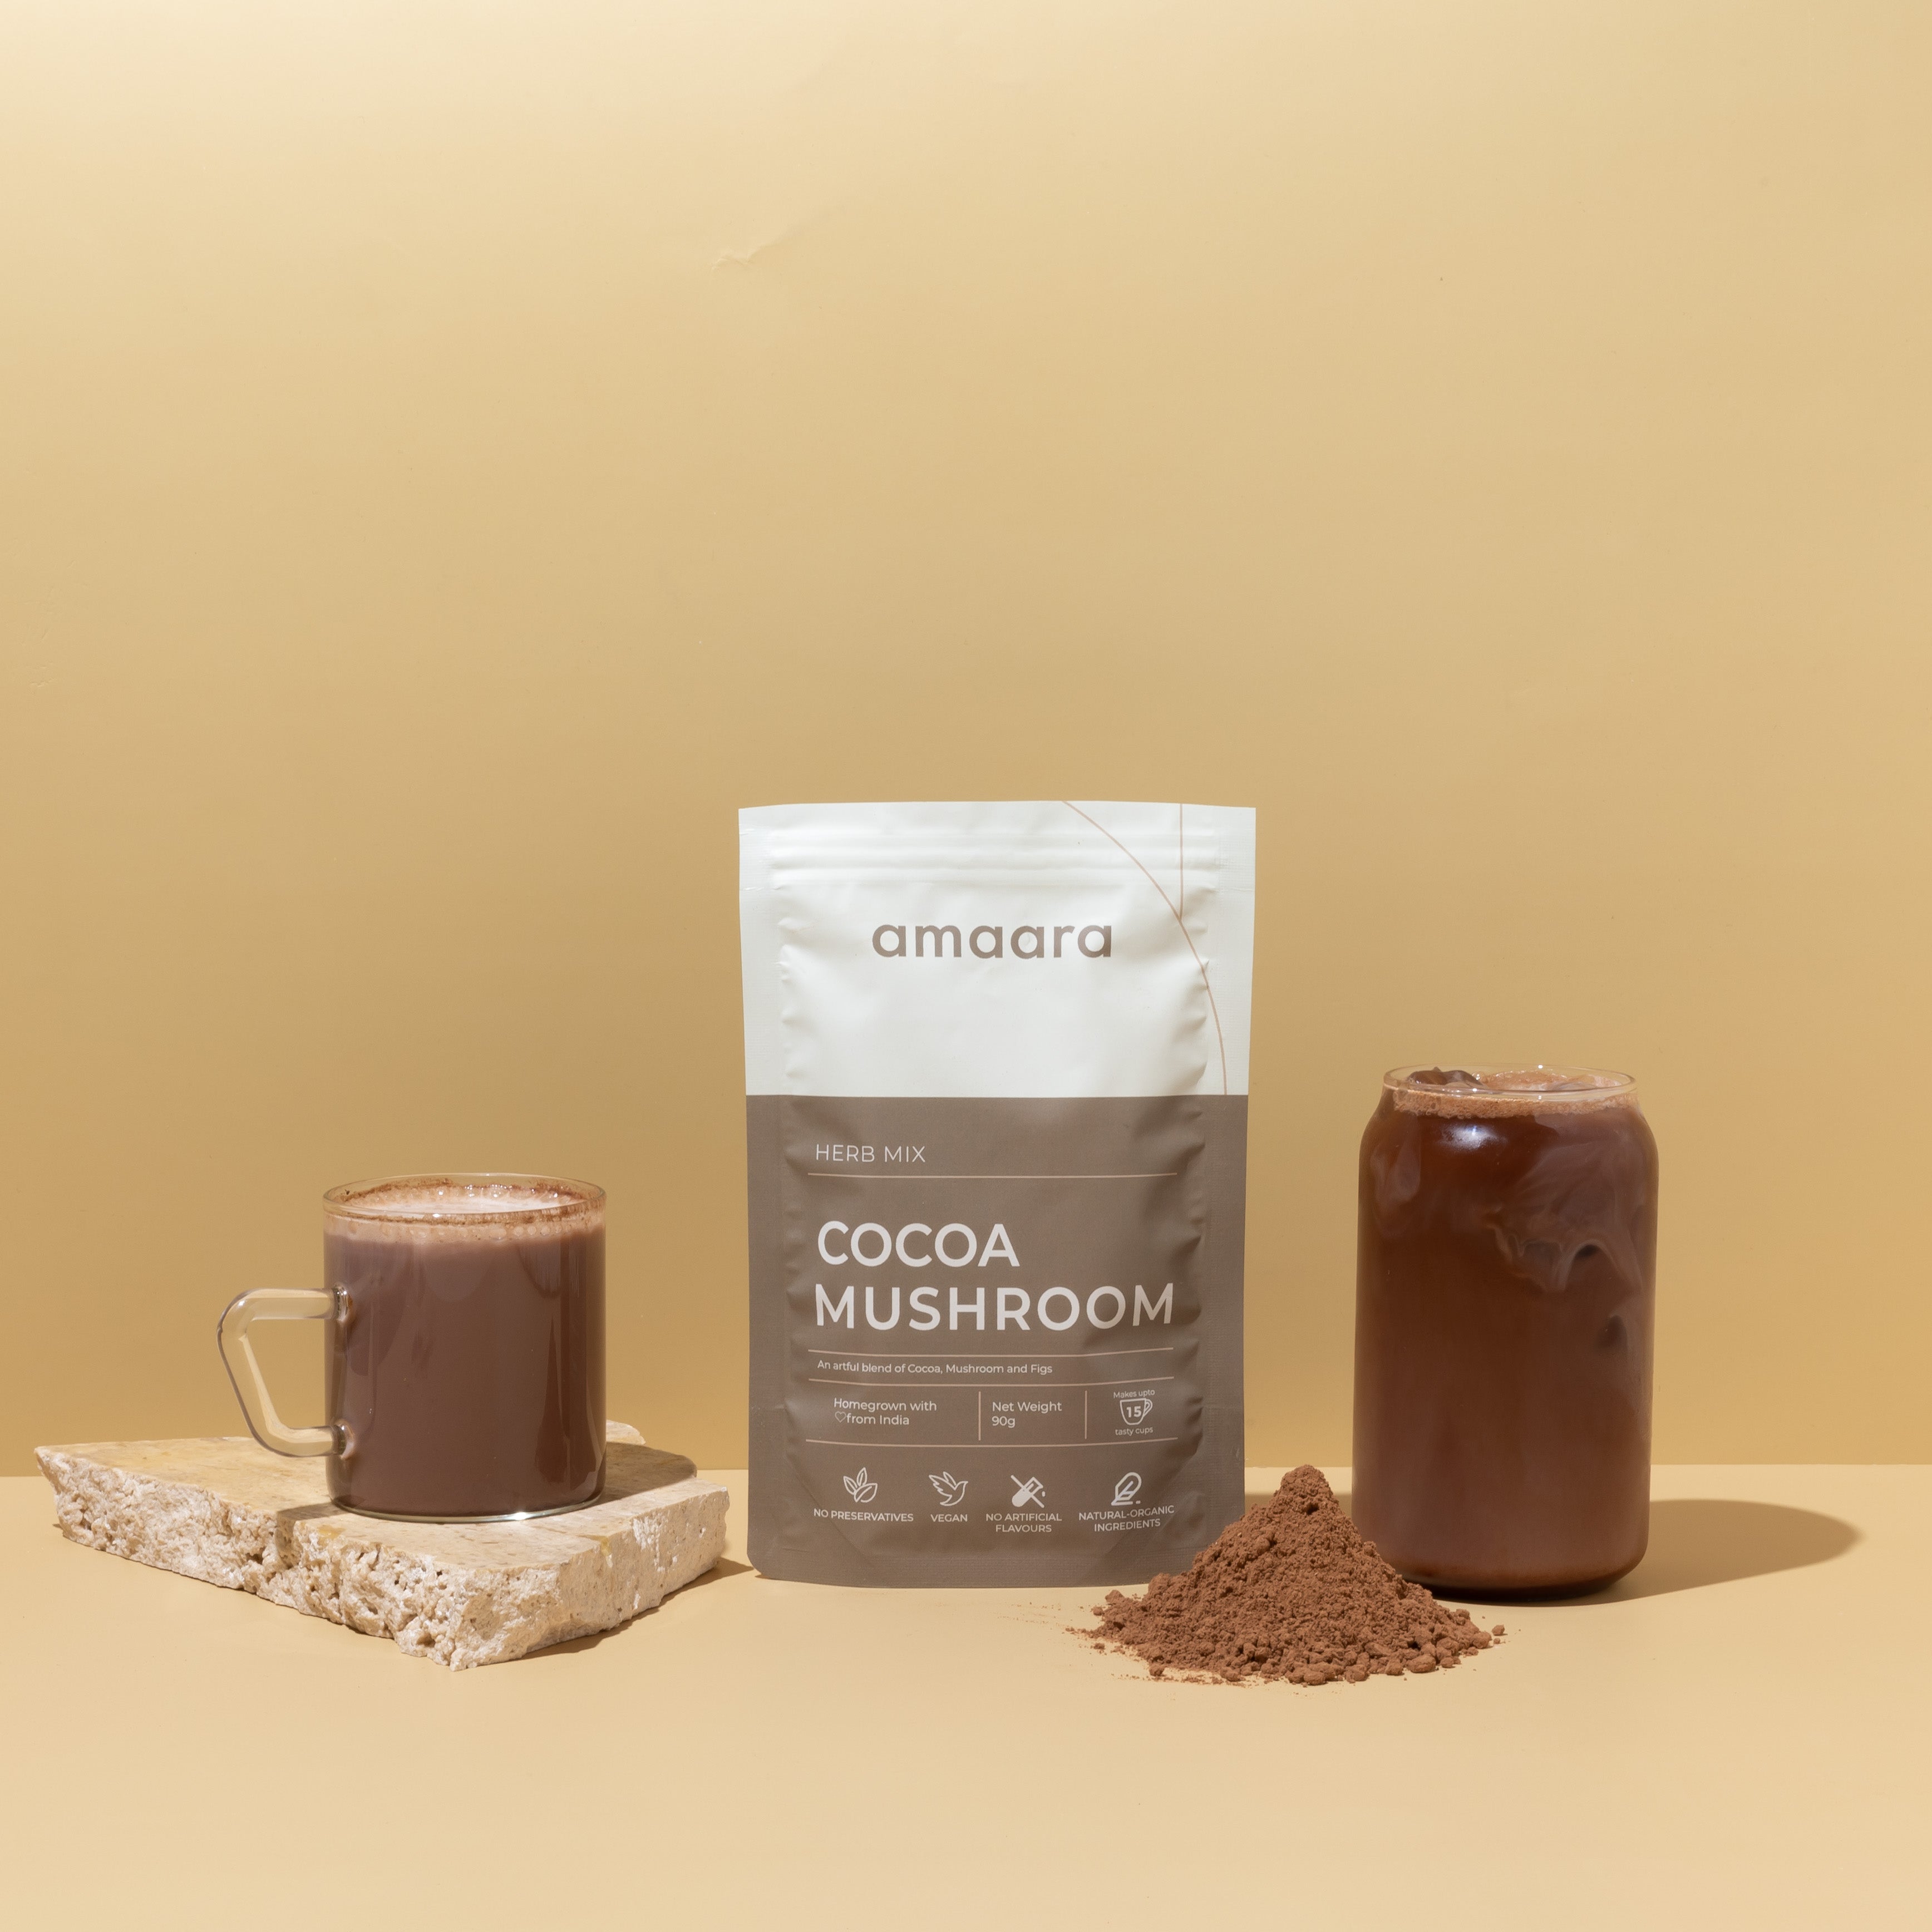 amaara
HERB MIX
COCOA
MUSHROOM
An artful blend of Cocoa, Mushroom and Figs
Homegrown with
♡from India
Net Weight
90g
Makes upto
15
tasty cups
NO PRESERVATIVES
VEGAN
NO ARTIFICIAL
FLAVOURS
NATURAL-ORGANIC
INGREDIENTS